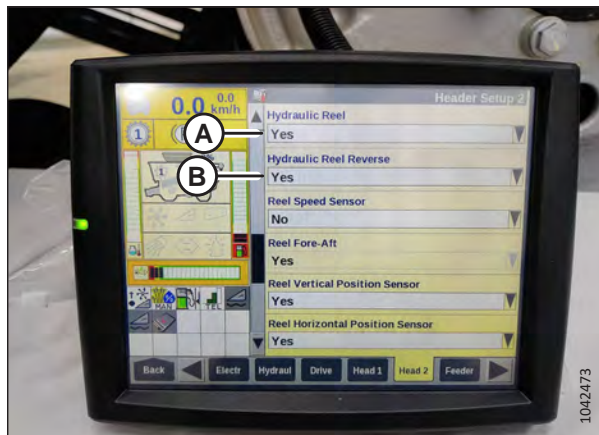 0.0
0.0
km/h
Header Setup 2
1
1
A
B
Hydraulic Reel
Yes
Hydraulic Reel Reverse
Yes
Reel Speed Sensor
No
Reel Fore-Aft
Yes
Reel Vertical Position Sensor
Yes
Reel Horizontal Position Sensor
Yes
MAN
TEL
Back
Electr
Hydraul
Drive
Head 1
Head 2
Feeder
1042473